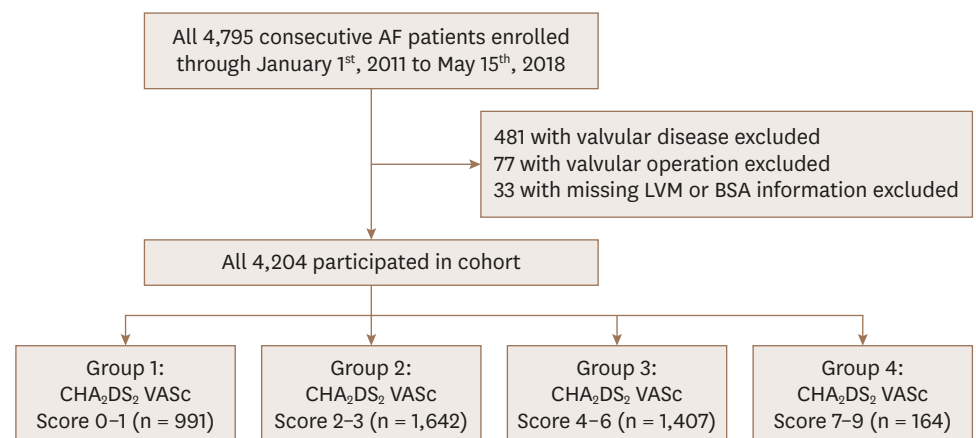 All 4,795 consecutive AF patients enrolled
through January 1st, 2011 to May 15th, 2018
481 with valvular disease excluded
77 with valvular operation excluded
33 with missing LVM or BSA information excluded
All 4,204 participated in cohort
Group 1:
CHA₂DS₂ VASc
Score 0–1 (n = 991)
Group 2:
CHA₂DS₂ VASc
Score 2–3 (n = 1,642)
Group 3:
CHA₂DS₂ VASc
Score 4–6 (n = 1,407)
Group 4:
CHA₂DS₂ VASc
Score 7–9 (n = 164)